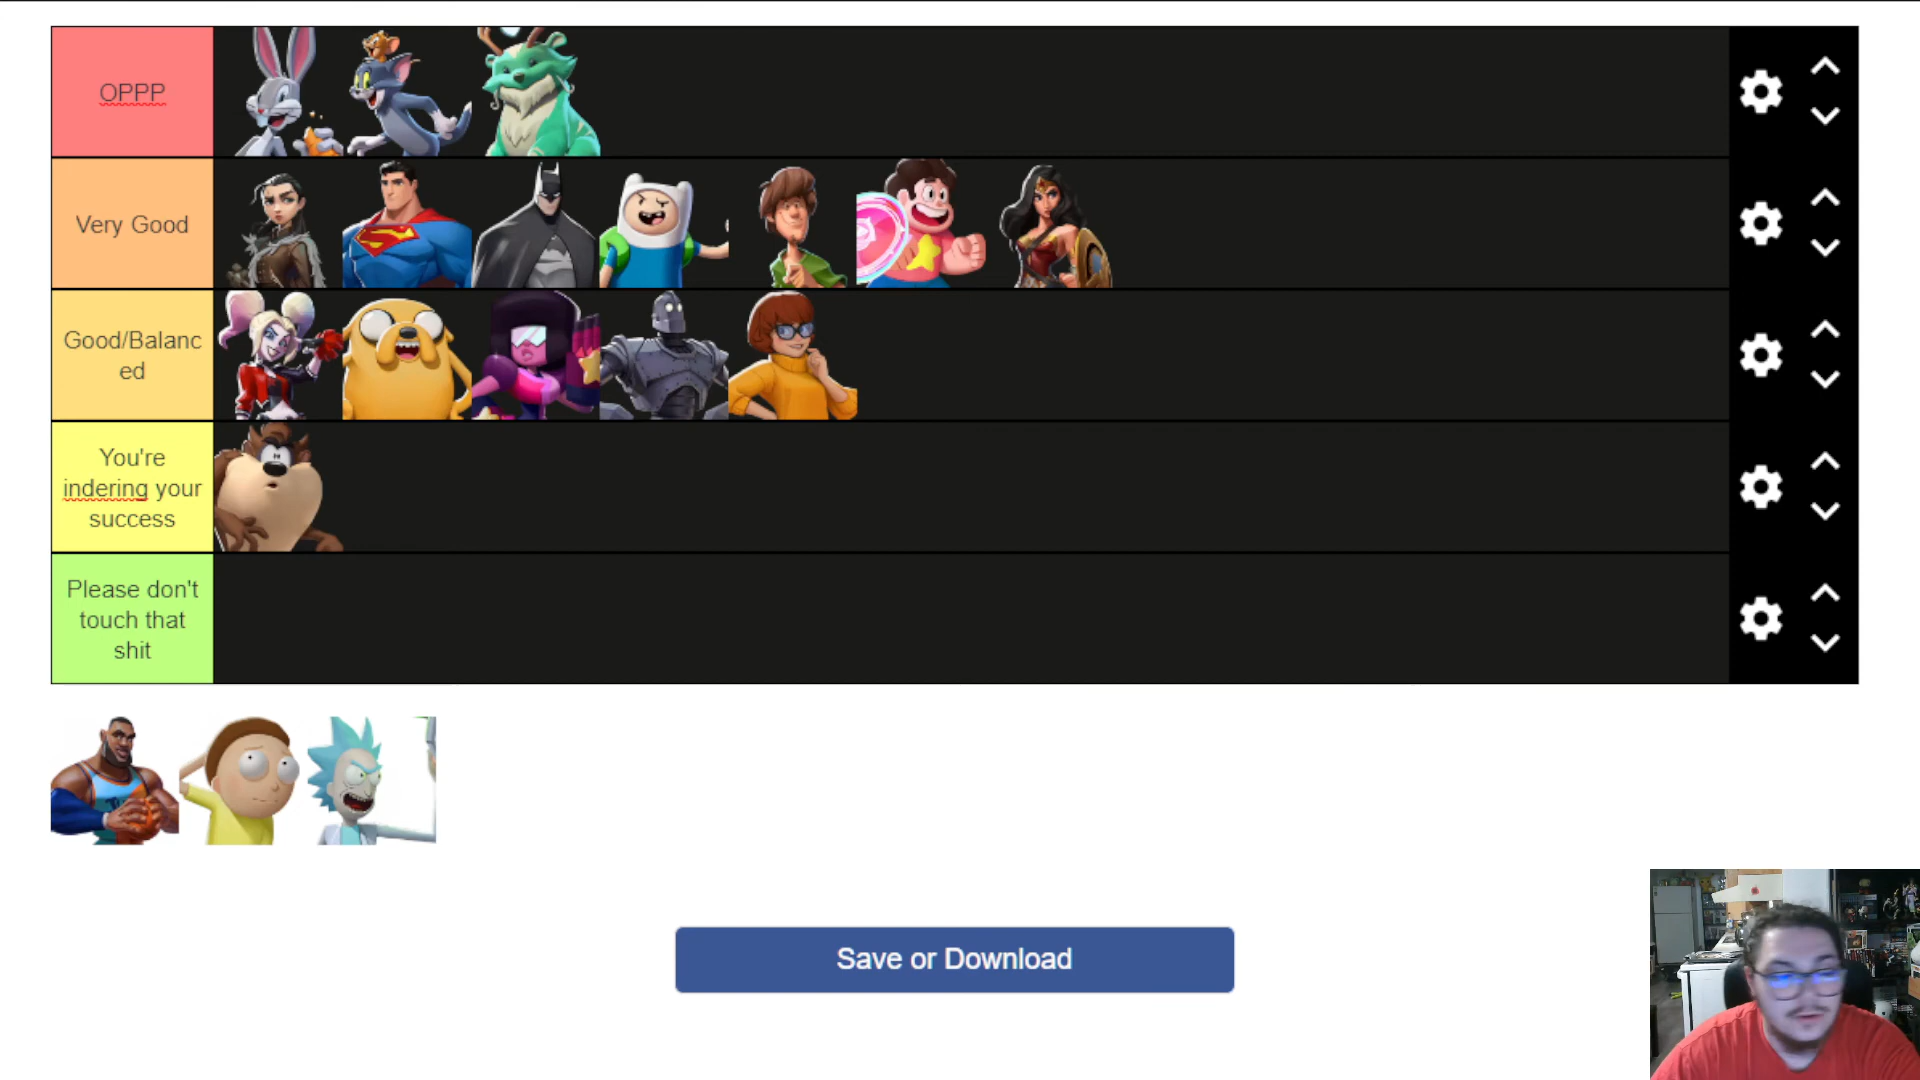 OPPP
Very Good
Good/Balanc
ed
You're
indering your
success
Please don't
touch that
shit
Save or Download